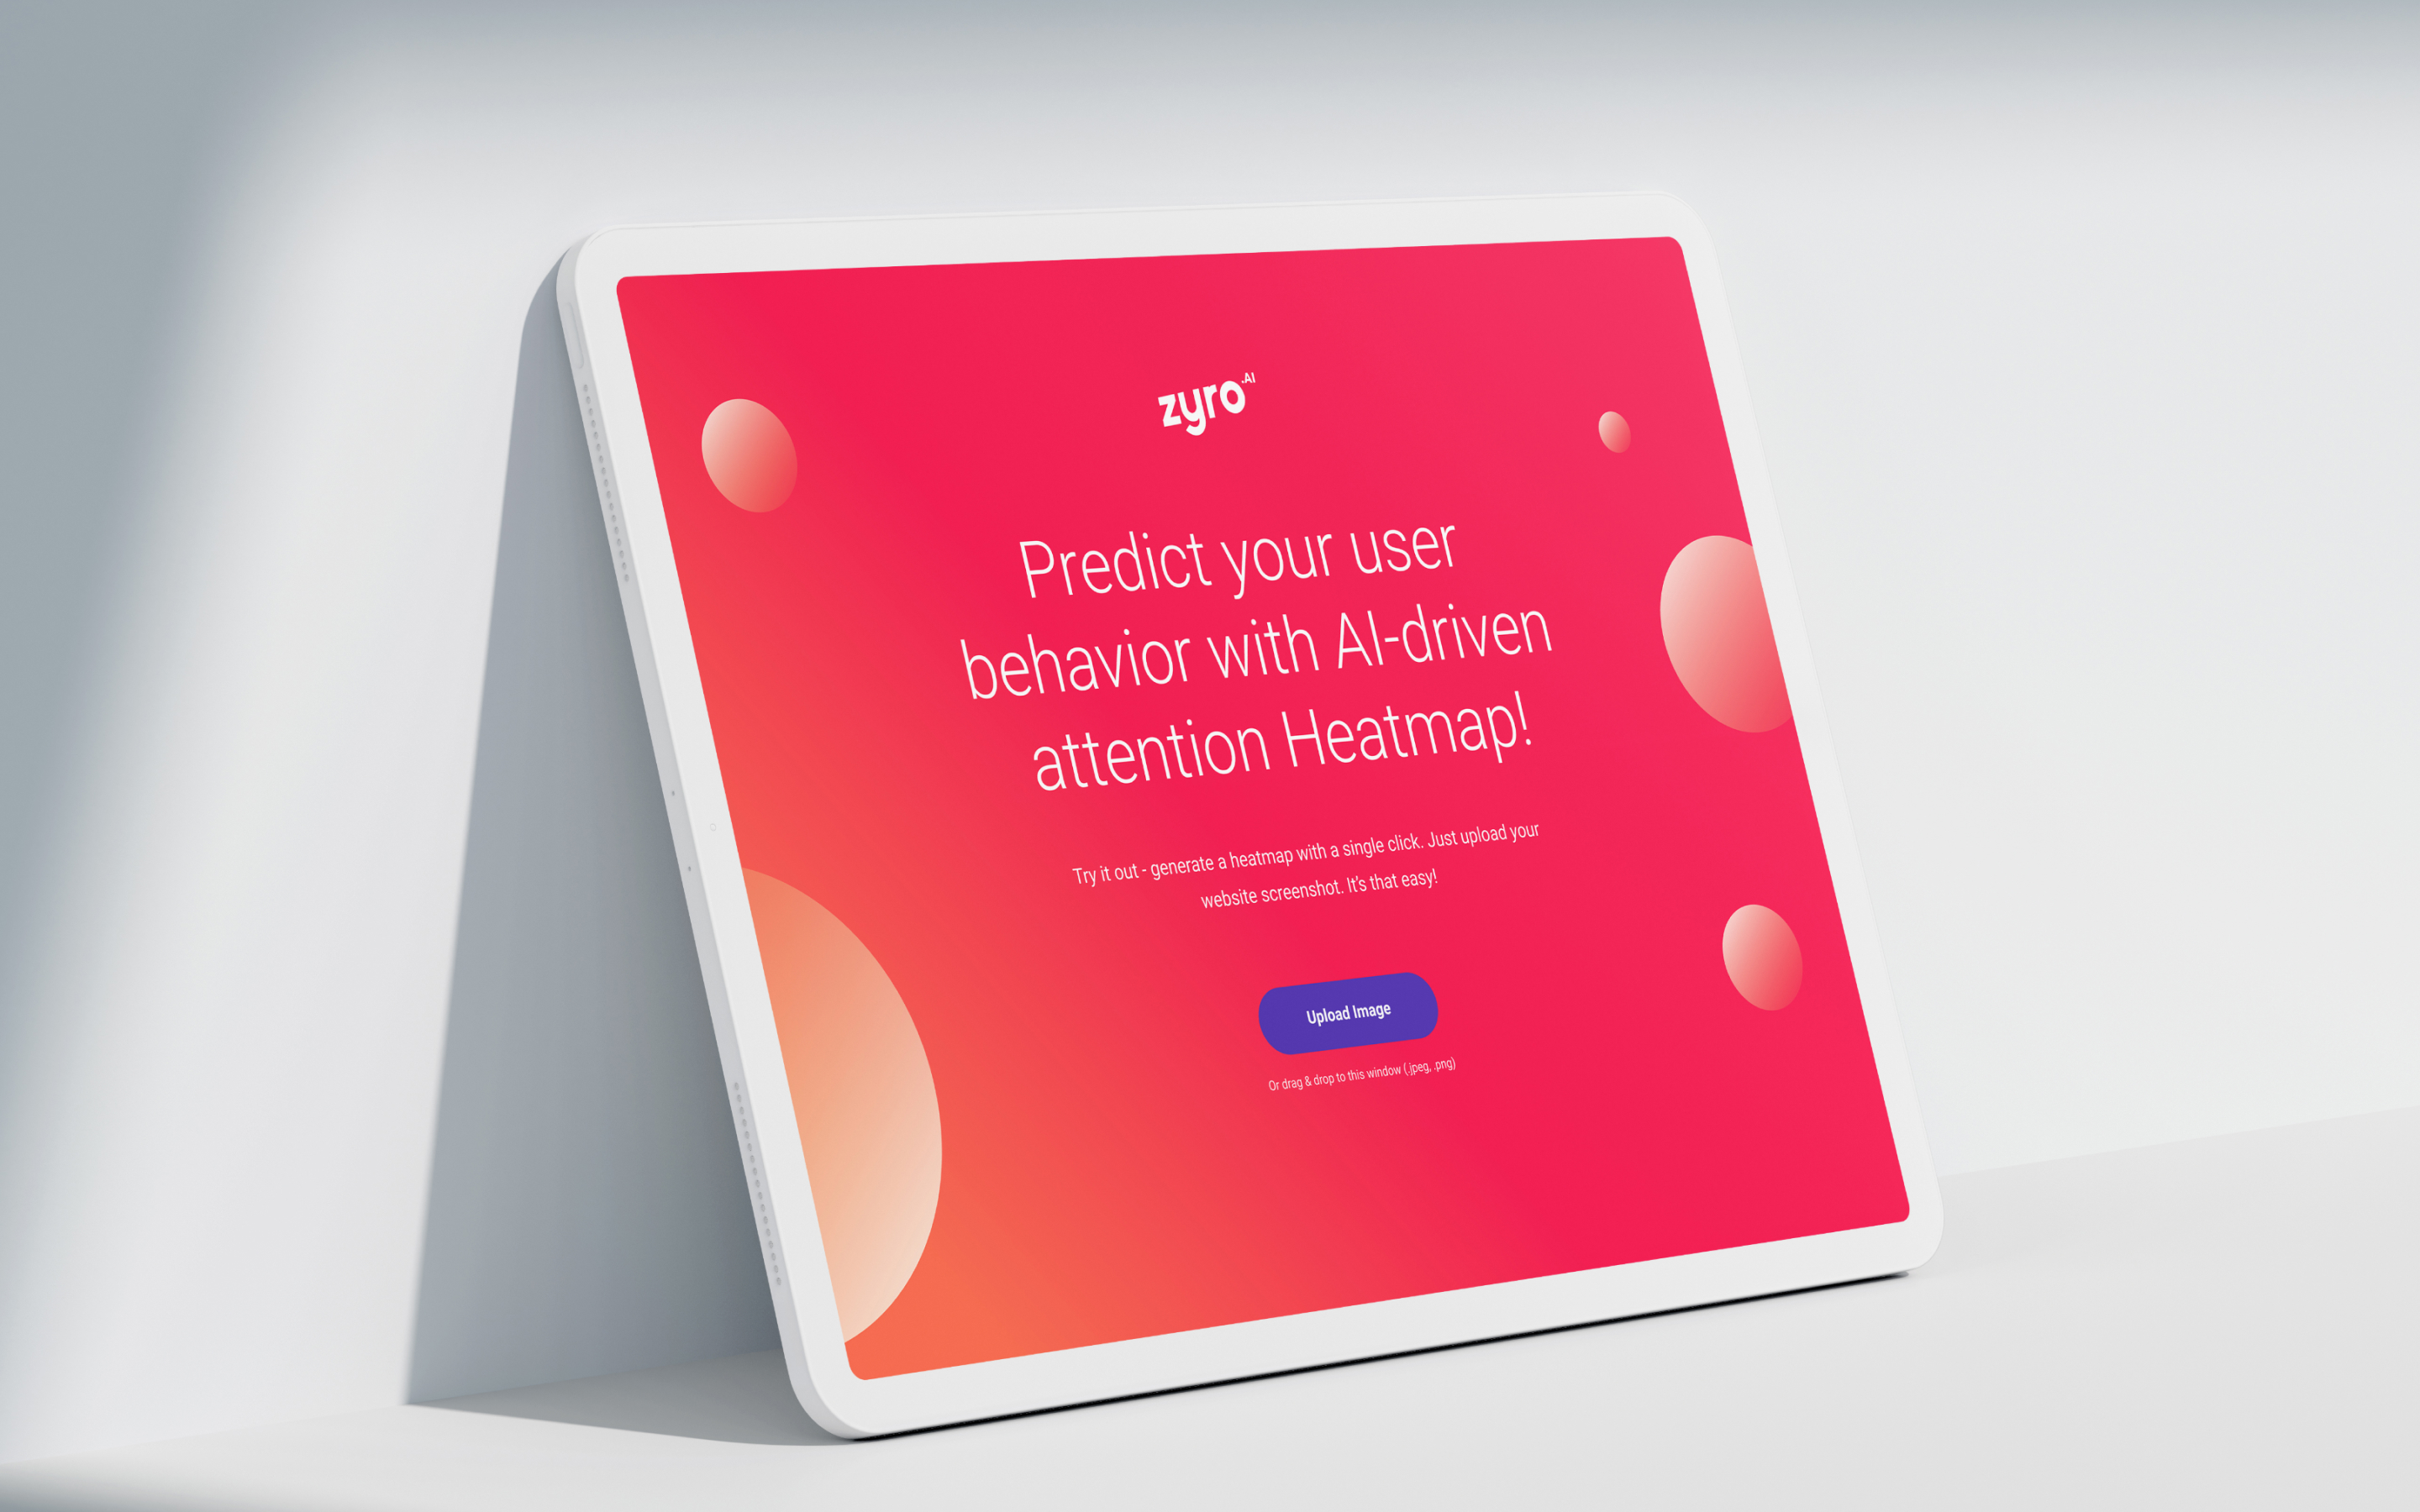 zyro.AI
Predict your user
behavior with AI-driven
attention Heatmap!
Try it out - generate a heatmap with a single click. Just upload your
website screenshot. It's that easy!
Upload Image
Or drag & drop to this window (.jpeg, .png)